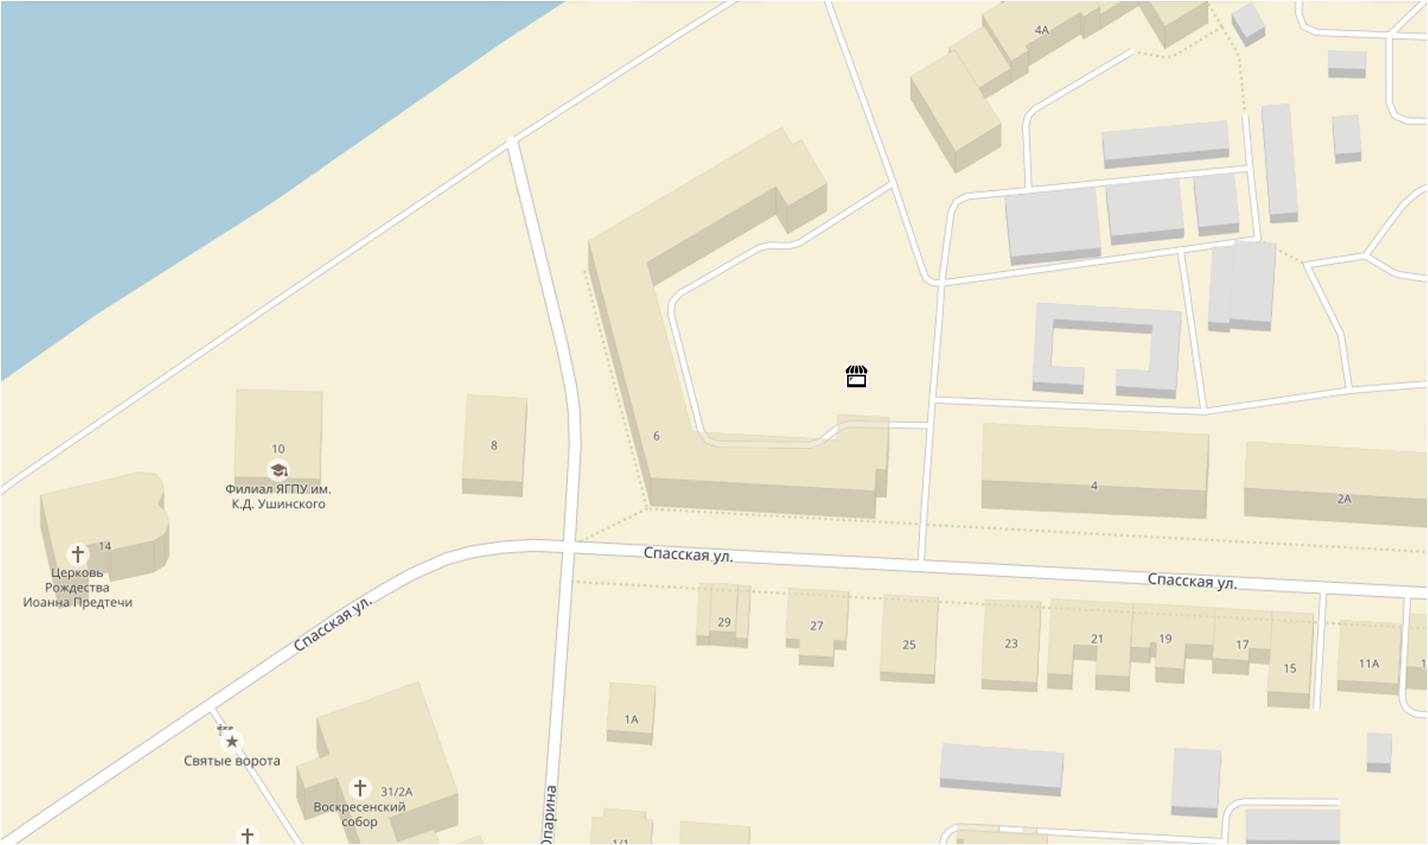 4А
6
10
8
Филиал ЯГПУ им.
К.Д. Ушинского
4
2А
14
Церковь
Рождества
Иоанна Предтечи
Спасская ул.
Спасская ул.
Спасская ул.
29
27
25
23
21
19
17
15
11А
1А
Святые ворота
31/2А
Воскресенский
собор
Опарина
1/1